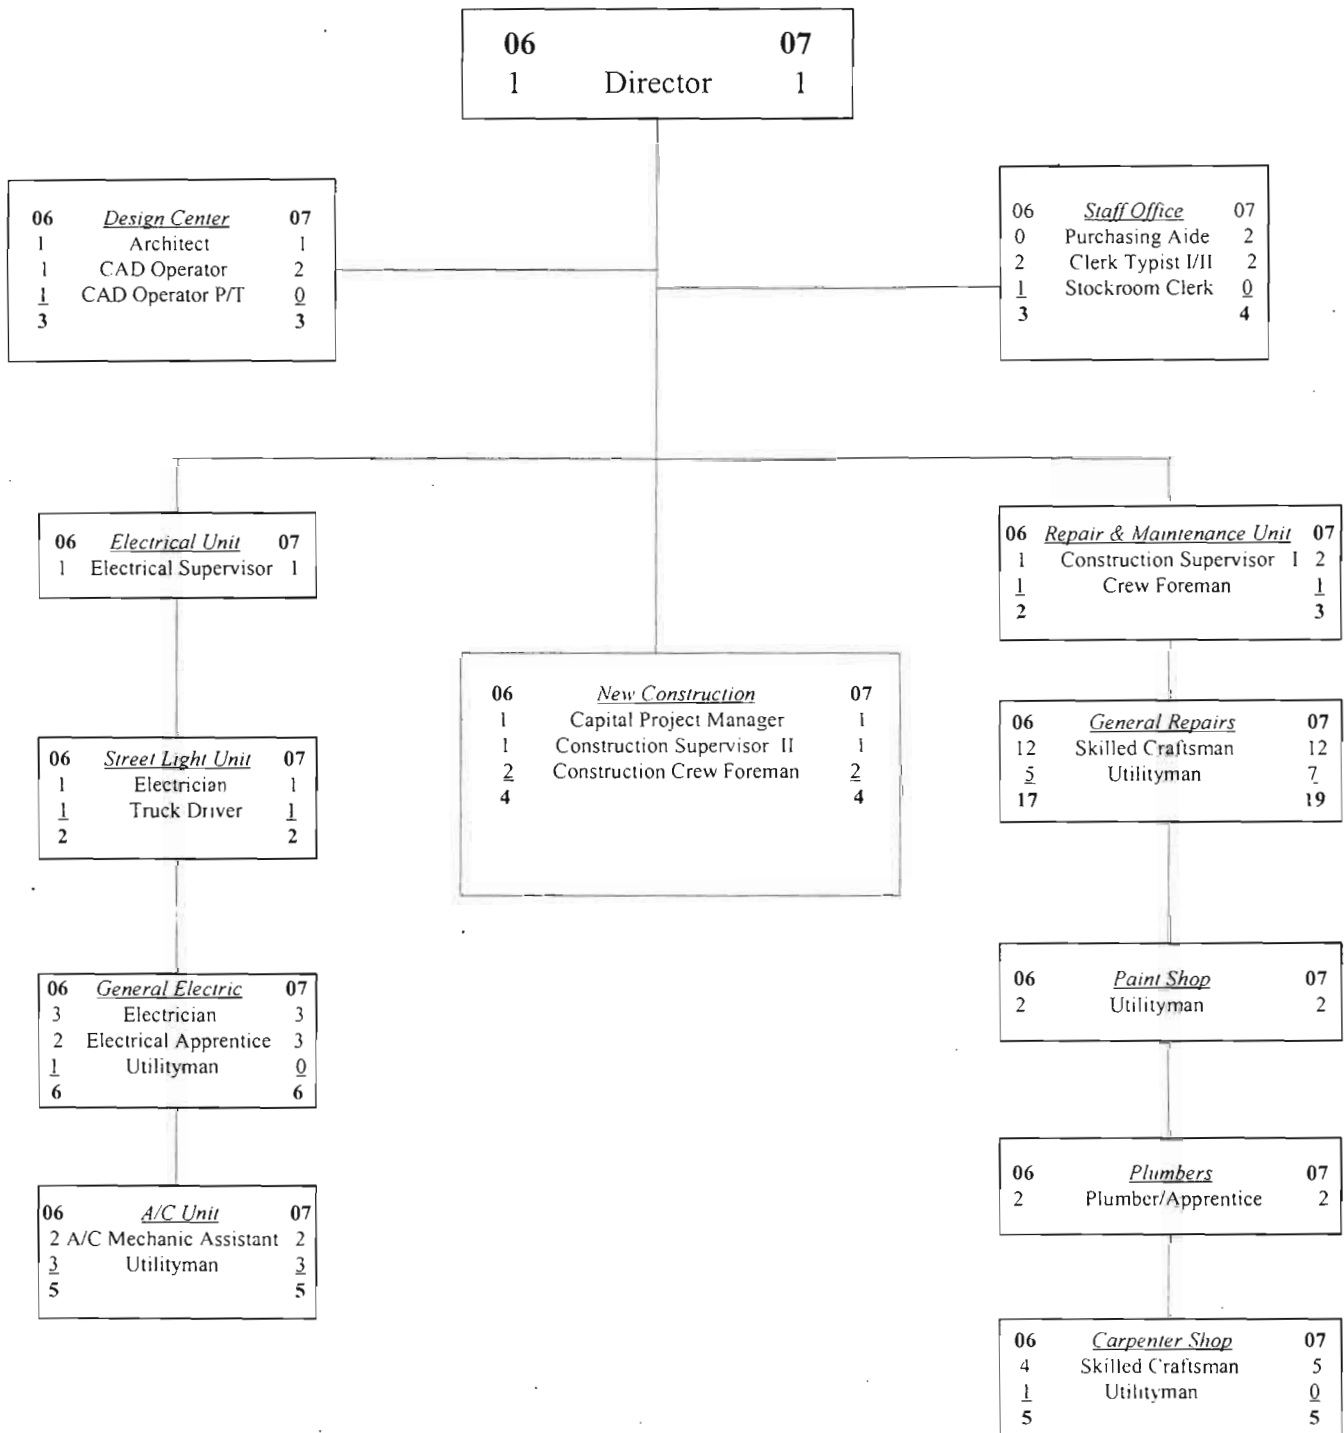 06 07
1 Director 1
06 Design Center 07
1 Architect 1
1 CAD Operator 2
1 CAD Operator P/T 0
3 3
06 Staff Office 07
0 Purchasing Aide 2
2 Clerk Typist I/II 2
1 Stockroom Clerk 0
3 4
06 Electrical Unit 07
1 Electrical Supervisor 1
06 Street Light Unit 07
1 Electrician 1
1 Truck Driver 1
2 2
06 General Electric 07
3 Electrician 3
2 Electrical Apprentice 3
1 Utilityman 0
6 6
06 A/C Unit 07
2 A/C Mechanic Assistant 2
3 Utilityman 3
5 5
06 New Construction 07
1 Capital Project Manager 1
1 Construction Supervisor II 1
2 Construction Crew Foreman 2
4 4
06 Repair & Maintenance Unit 07
1 Construction Supervisor I 2
1 Crew Foreman 1
2 3
06 General Repairs 07
12 Skilled Craftsman 12
5 Utilityman 7
17 19
06 Paint Shop 07
2 Utilityman 2
06 Plumbers 07
2 Plumber/Apprentice 2
06 Carpenter Shop 07
4 Skilled Craftsman 5
1 Utilityman 0
5 5